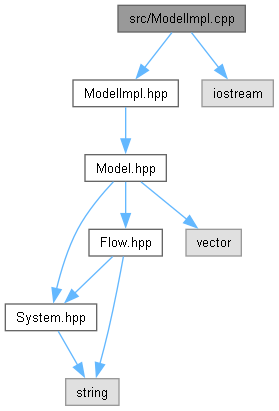 src/ModelImpl.cpp
ModelImpl.hpp
iostream
Model.hpp
Flow.hpp
vector
System.hpp
string